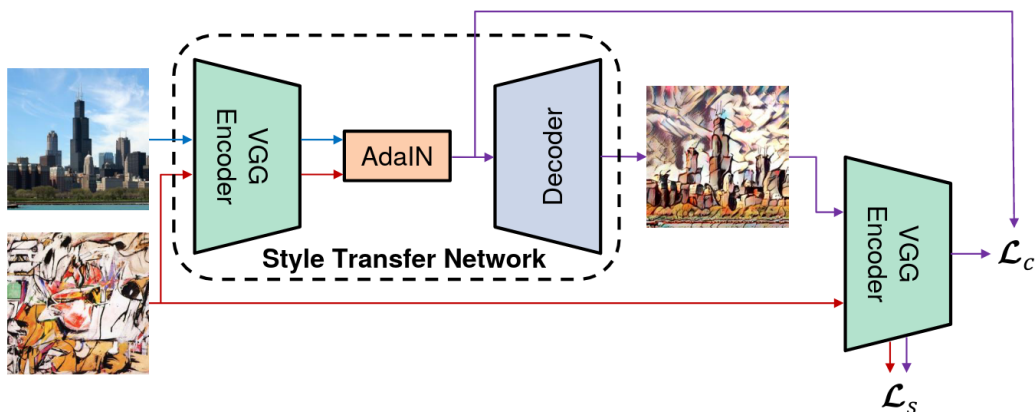 VGG
Encoder
AdaIN
Decoder
Style Transfer Network
VGG
Encoder
ℒc
ℒs